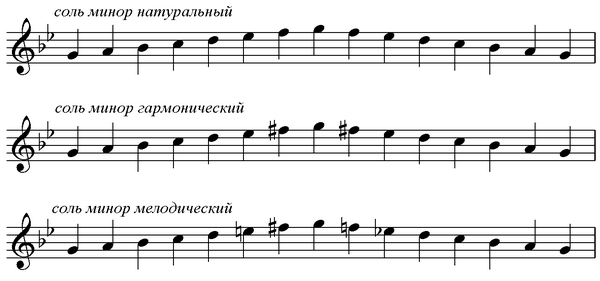 соль минор натуральный
соль минор гармонический
соль минор мелодический